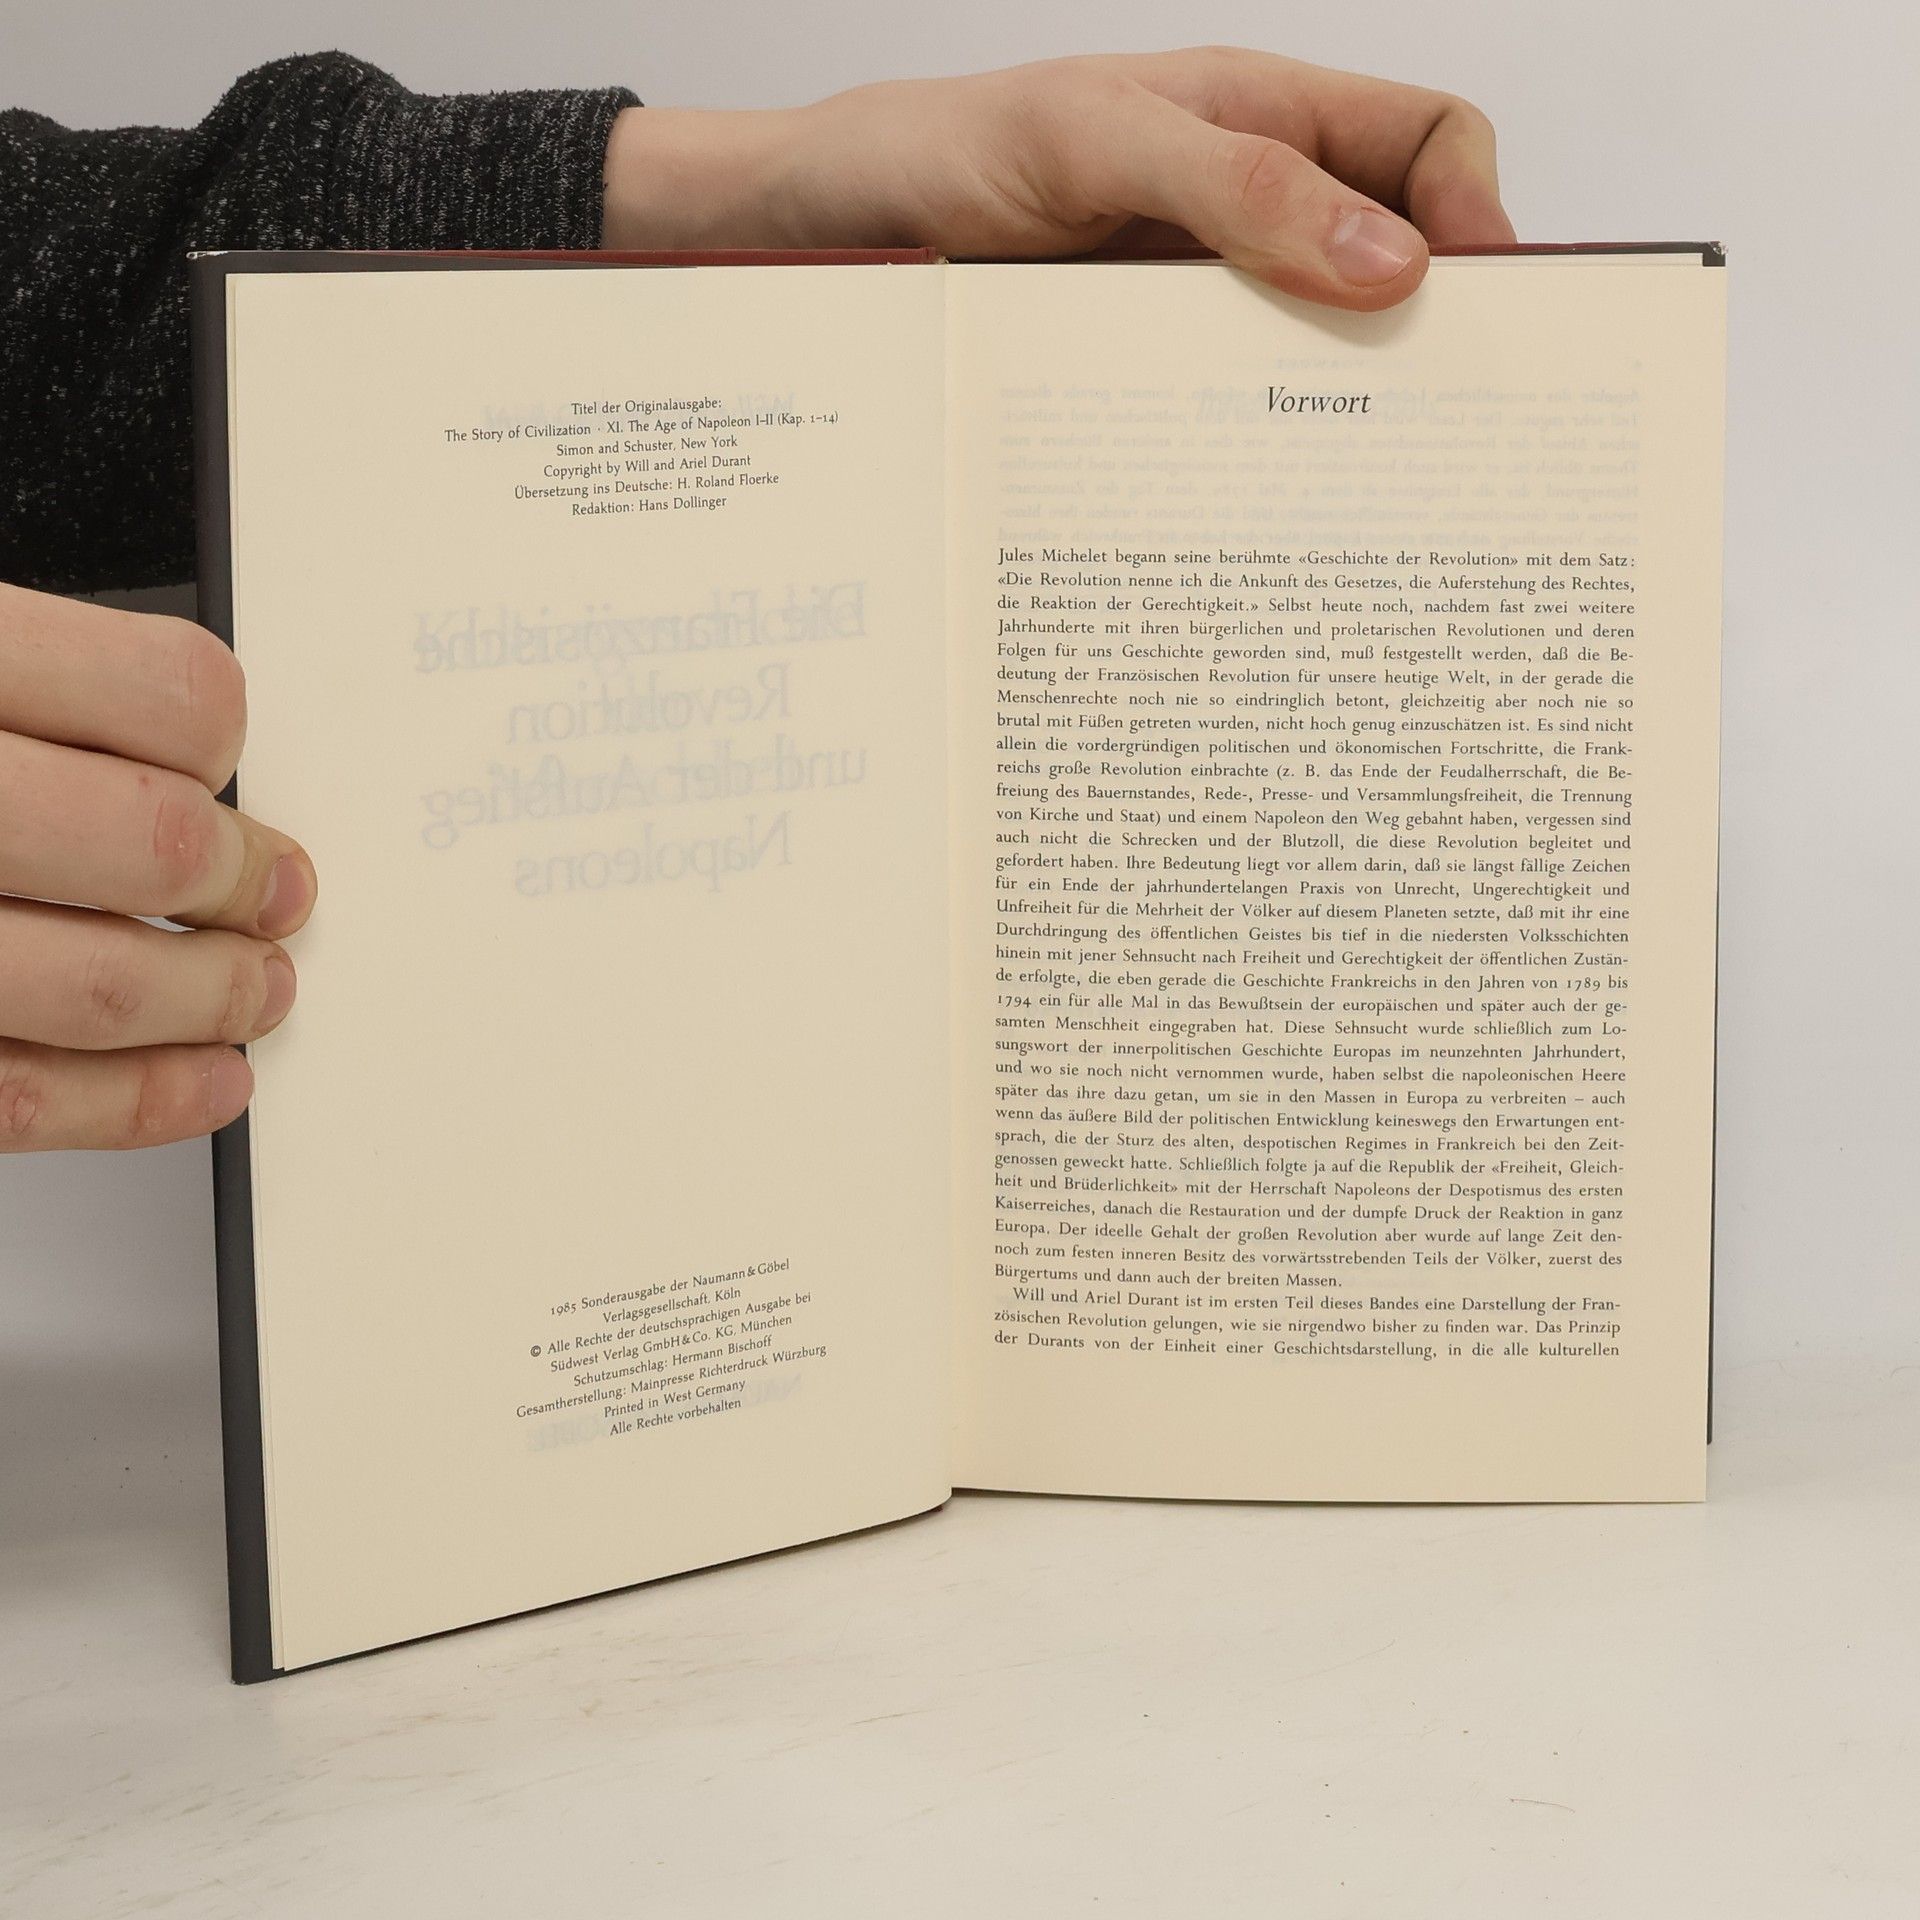 Titel der Originalausgabe:
The Story of Civilization · XI. The Age of Napoleon I–II (Kap. 1–14)
Simon and Schuster, New York
Copyright by Will and Ariel Durant
Übersetzung ins Deutsche: H. Roland Floerke
Redaktion: Hans Dollinger
Die Französische
Revolution
und der Aufstieg
Napoleons
1985 Sonderausgabe der Naumann & Göbel
Verlagsgesellschaft, Köln
© Alle Rechte der deutschsprachigen Ausgabe bei
Südwest Verlag GmbH & Co. KG, München
Schutzumschlag: Hermann Bischoff
Gesamtherstellung: Mainpresse Richterdruck Würzburg
Printed in West Germany
Alle Rechte vorbehalten
Vorwort
Jules Michelet begann seine berühmte «Geschichte der Revolution» mit dem Satz:
«Die Revolution nenne ich die Ankunft des Gesetzes, die Auferstehung des Rechtes,
die Reaktion der Gerechtigkeit.» Selbst heute noch, nachdem fast zwei weitere
Jahrhunderte mit ihren bürgerlichen und proletarischen Revolutionen und deren
Folgen für uns Geschichte geworden sind, muß festgestellt werden, daß die Be-
deutung der Französischen Revolution für unsere heutige Welt, in der gerade die
Menschenrechte noch nie so eindringlich betont, gleichzeitig aber noch nie so
brutal mit Füßen getreten wurden, nicht hoch genug einzuschätzen ist. Es sind nicht
allein die vordergründigen politischen und ökonomischen Fortschritte, die Frank-
reichs große Revolution einbrachte (z. B. das Ende der Feudalherrschaft, die Be-
freiung des Bauernstandes, Rede-, Presse- und Versammlungsfreiheit, die Trennung
von Kirche und Staat) und einem Napoleon den Weg gebahnt haben, vergessen sind
auch nicht die Schrecken und der Blutzoll, die diese Revolution begleitet und
gefordert haben. Ihre Bedeutung liegt vor allem darin, daß sie längst fällige Zeichen
für ein Ende der jahrhundertelangen Praxis von Unrecht, Ungerechtigkeit und
Unfreiheit für die Mehrheit der Völker auf diesem Planeten setzte, daß mit ihr eine
Durchdringung des öffentlichen Geistes bis tief in die niedersten Volksschichten
hinein mit jener Sehnsucht nach Freiheit und Gerechtigkeit der öffentlichen Zustän-
de erfolgte, die eben gerade die Geschichte Frankreichs in den Jahren von 1789 bis
1794 ein für alle Mal in das Bewußtsein der europäischen und später auch der ge-
samten Menschheit eingegraben hat. Diese Sehnsucht wurde schließlich zum Lo-
sungswort der innerpolitischen Geschichte Europas im neunzehnten Jahrhundert,
und wo sie noch nicht vernommen wurde, haben selbst die napoleonischen Heere
später das ihre dazu getan, um sie in den Massen in Europa zu verbreiten – auch
wenn das äußere Bild der politischen Entwicklung keineswegs den Erwartungen ent-
sprach, die der Sturz des alten, despotischen Regimes in Frankreich bei den Zeit-
genossen geweckt hatte. Schließlich folgte ja auf die Republik der «Freiheit, Gleich-
heit und Brüderlichkeit» mit der Herrschaft Napoleons der Despotismus des ersten
Kaiserreiches, danach die Restauration und der dumpfe Druck der Reaktion in ganz
Europa. Der ideelle Gehalt der großen Revolution aber wurde auf lange Zeit den-
noch zum festen inneren Besitz des vorwärtsstrebenden Teils der Völker, zuerst des
Bürgertums und dann auch der breiten Massen.
Will und Ariel Durant ist im ersten Teil dieses Bandes eine Darstellung der Fran-
zösischen Revolution gelungen, wie sie nirgendwo bisher zu finden war. Das Prinzip
der Durants von der Einheit einer Geschichtsdarstellung, in die alle kulturellen